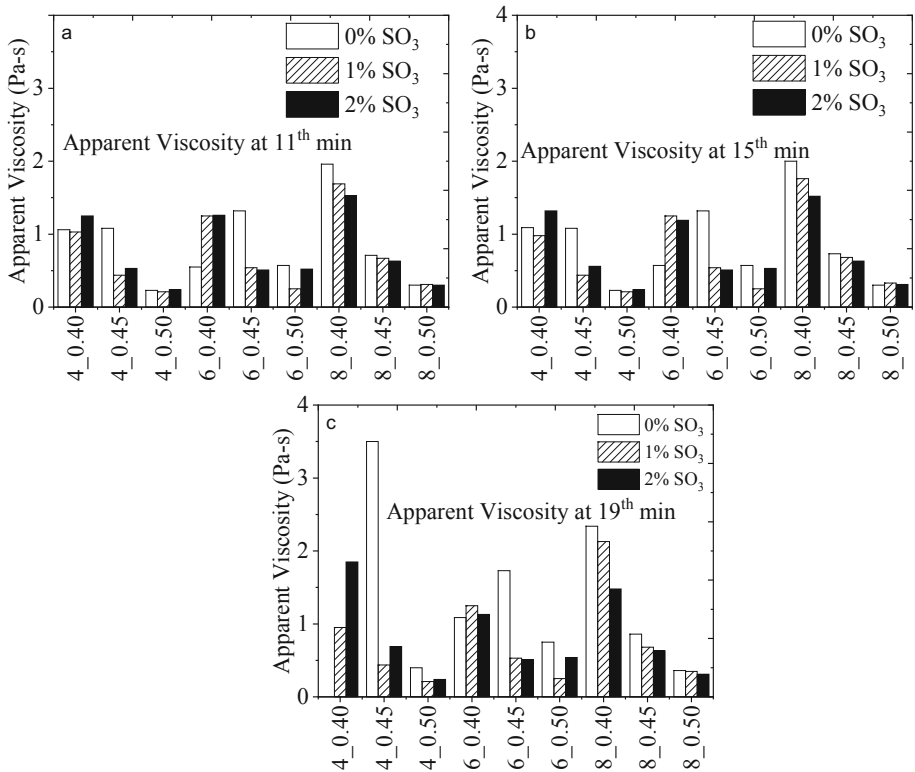 a
0% SO₃
1% SO₃
2% SO₃
Apparent Viscosity at 11ᵗʰ min
Apparent Viscosity (Pa-s)
4
3
2
1
0
4_0.40
4_0.45
4_0.50
6_0.40
6_0.45
6_0.50
8_0.40
8_0.45
8_0.50
b
0% SO₃
1% SO₃
2% SO₃
Apparent Viscosity at 15ᵗʰ min
Apparent Viscosity (Pa-s)
4
3
2
1
0
4_0.40
4_0.45
4_0.50
6_0.40
6_0.45
6_0.50
8_0.40
8_0.45
8_0.50
c
0% SO₃
1% SO₃
2% SO₃
Apparent Viscosity at 19ᵗʰ min
Apparent Viscosity (Pa-s)
4
3
2
1
0
4_0.40
4_0.45
4_0.50
6_0.40
6_0.45
6_0.50
8_0.40
8_0.45
8_0.50